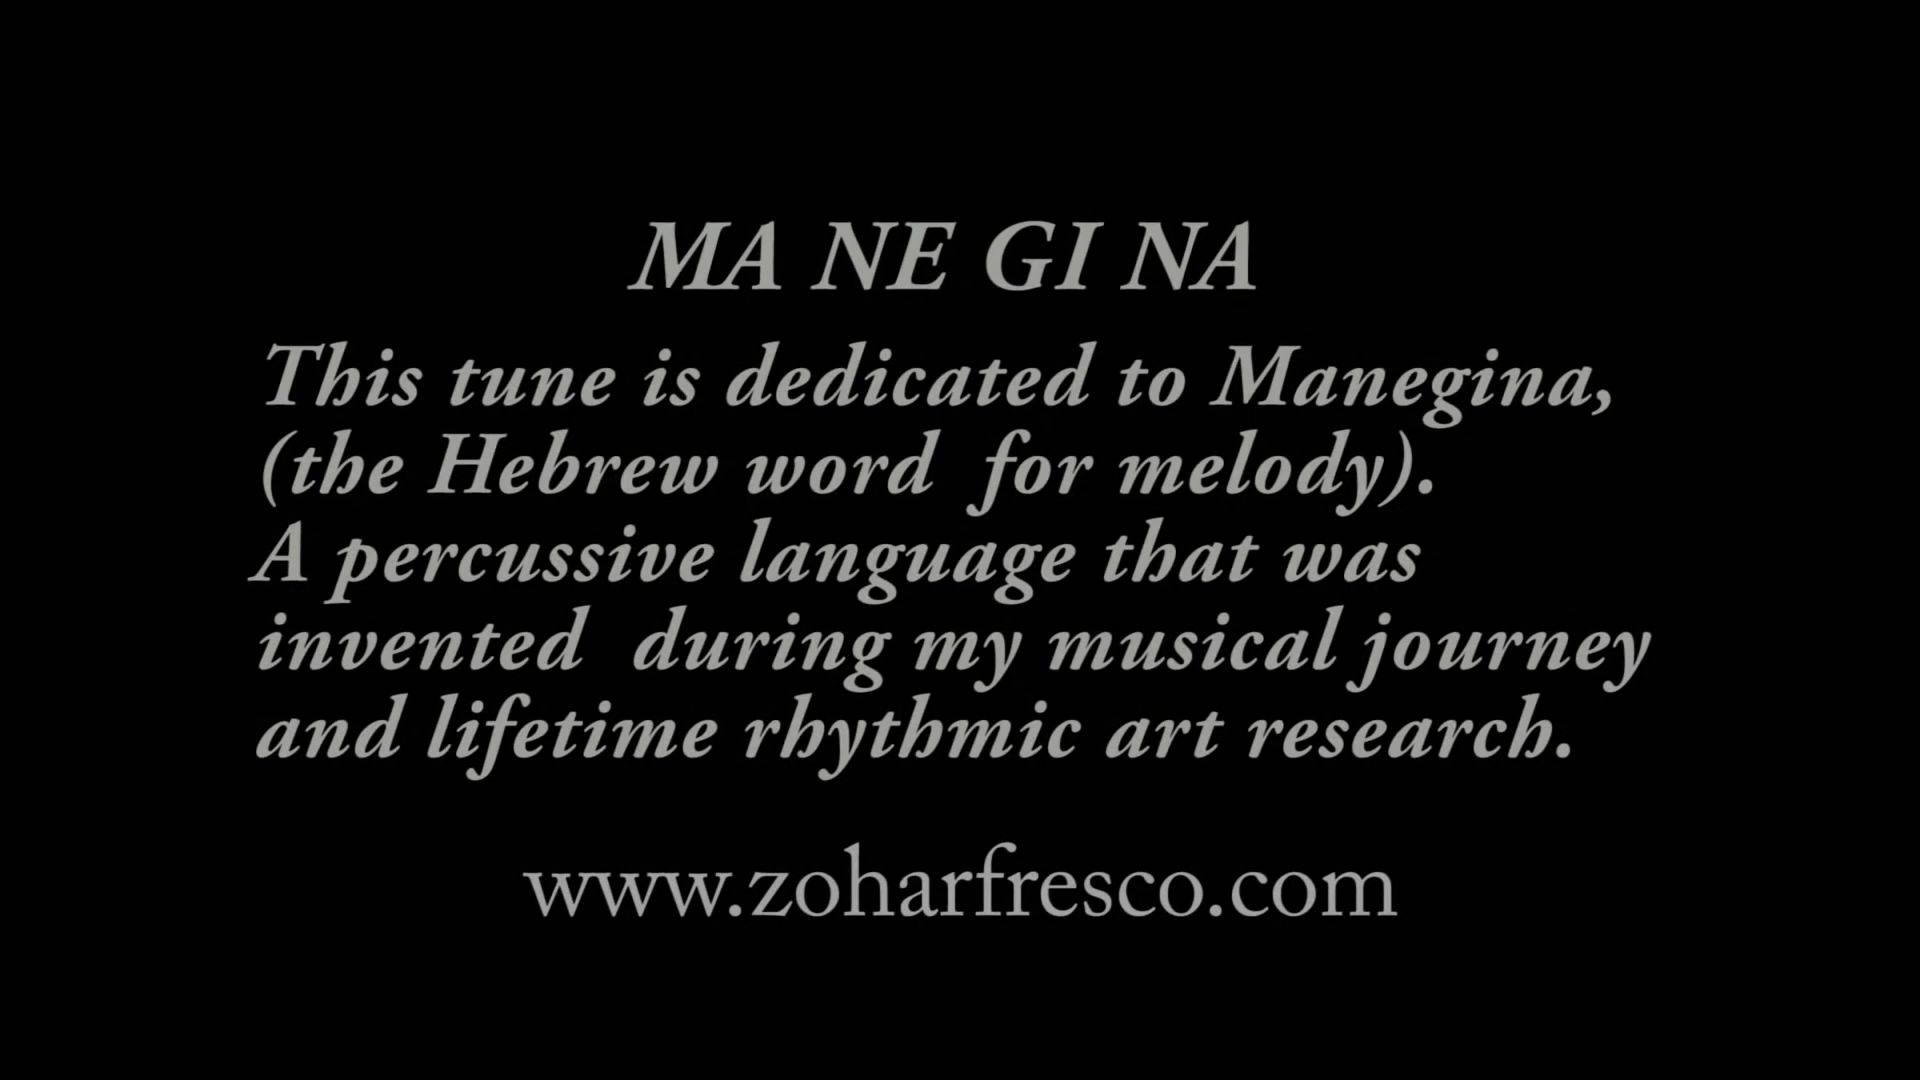 MA NE GI NA
This tune is dedicated to Manegina,
(the Hebrew word for melody).
A percussive language that was
invented during my musical journey
and lifetime rhythmic art research.
www.zoharfresco.com